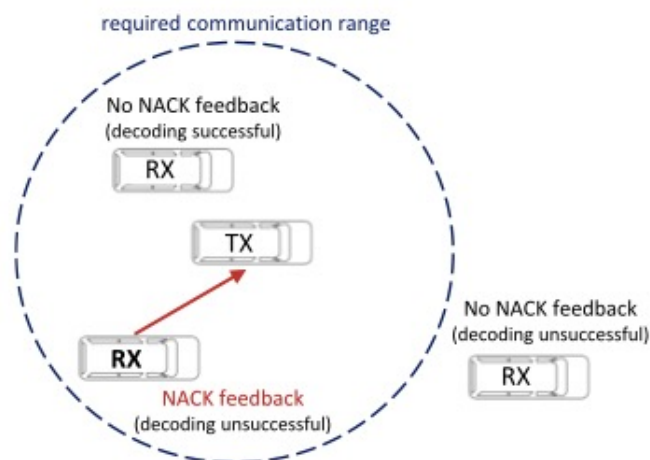 required communication range
No NACK feedback
(decoding successful)
RX
TX
No NACK feedback
(decoding unsuccessful)
RX
RX
NACK feedback
(decoding unsuccessful)